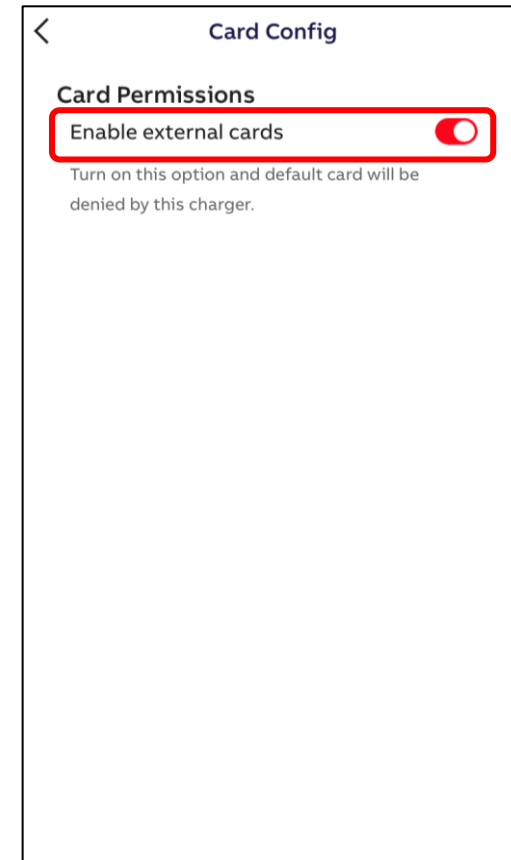 Card Config
Card Permissions
Enable external cards
Turn on this option and default card will be
denied by this charger.